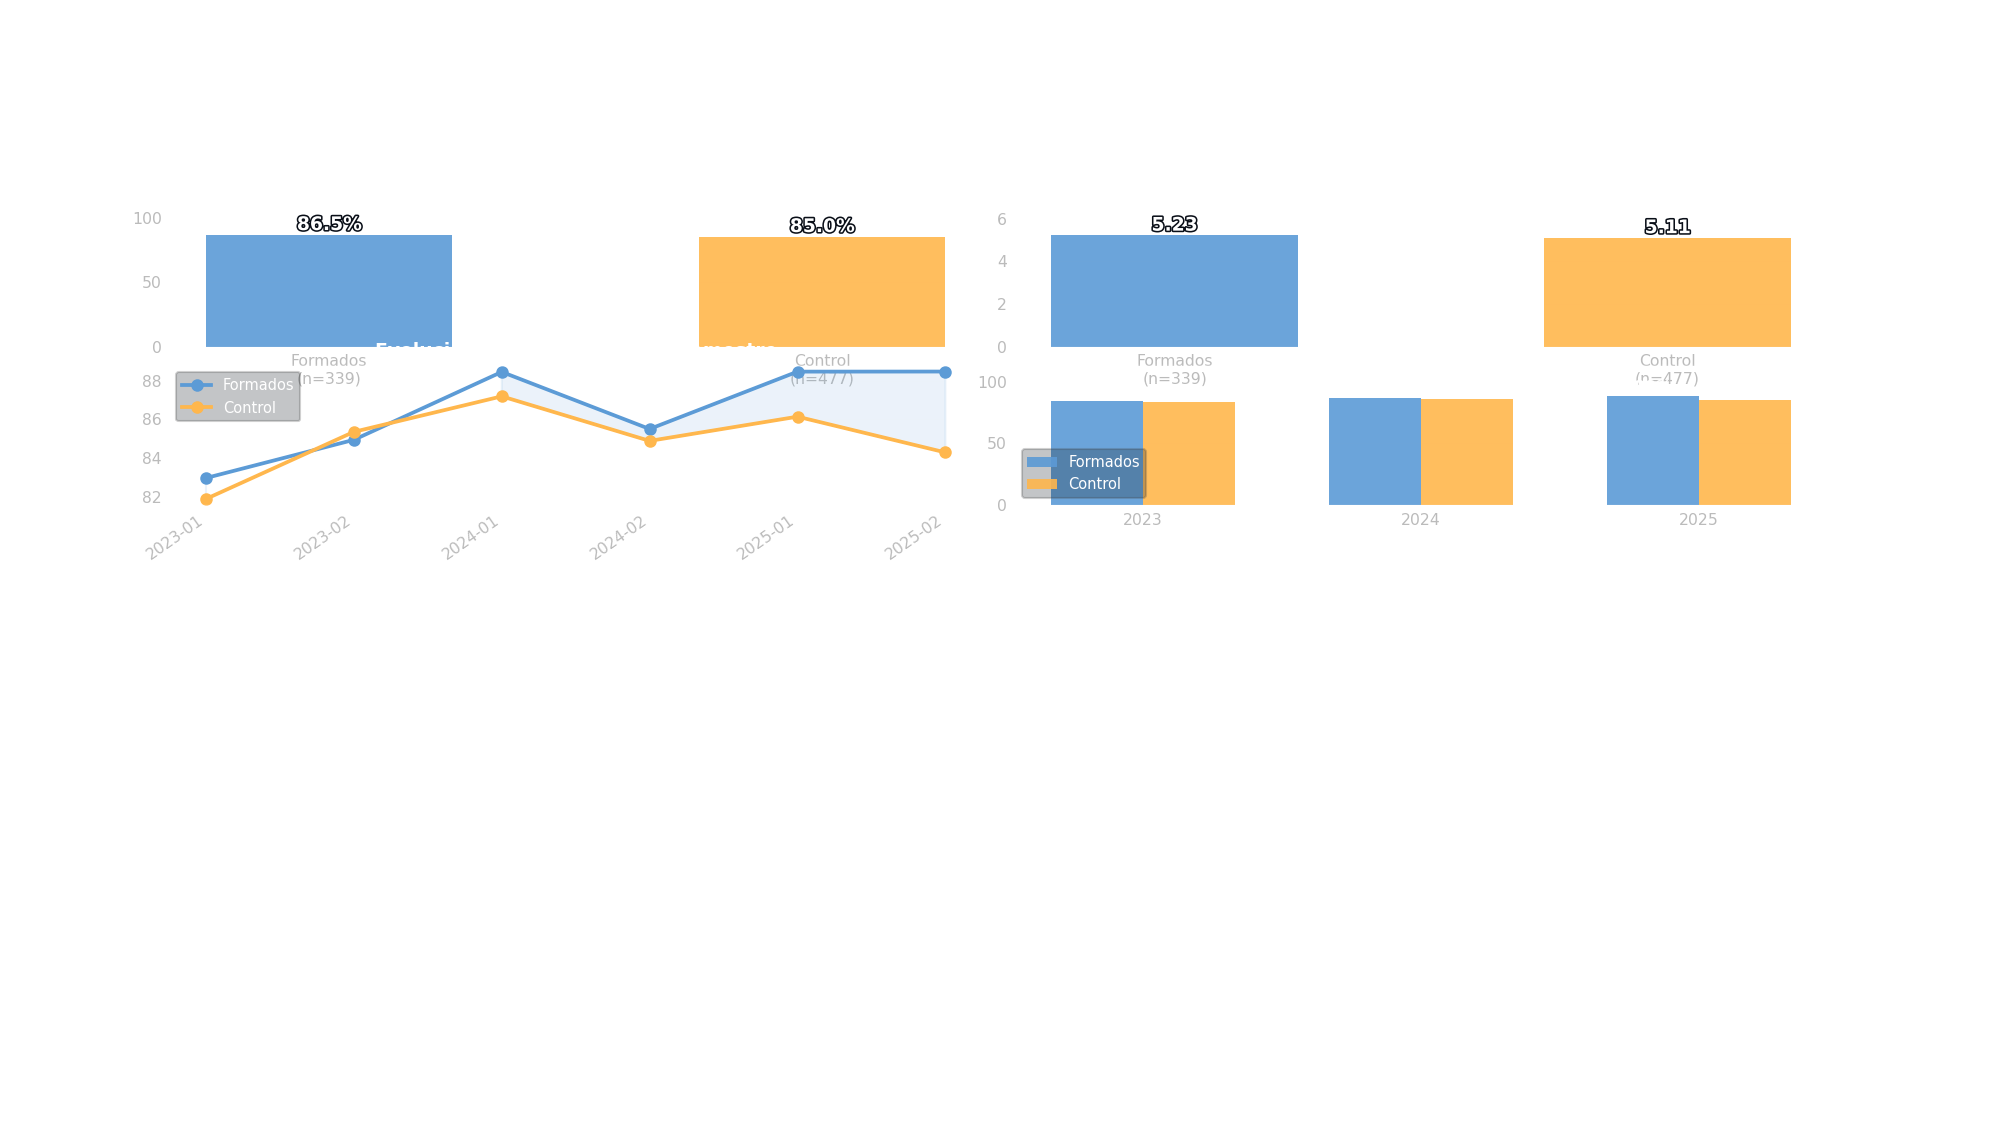 100
50
0
86.5%
85.0%
Formados
(n=339)
Control
(n=477)
6
4
2
0
5.23
5.11
Formados
(n=339)
Control
(n=477)
88
86
84
82
Formados
Control
2023-01
2023-02
2024-01
2024-02
2025-01
2025-02
100
50
0
Formados
Control
2023
2024
2025